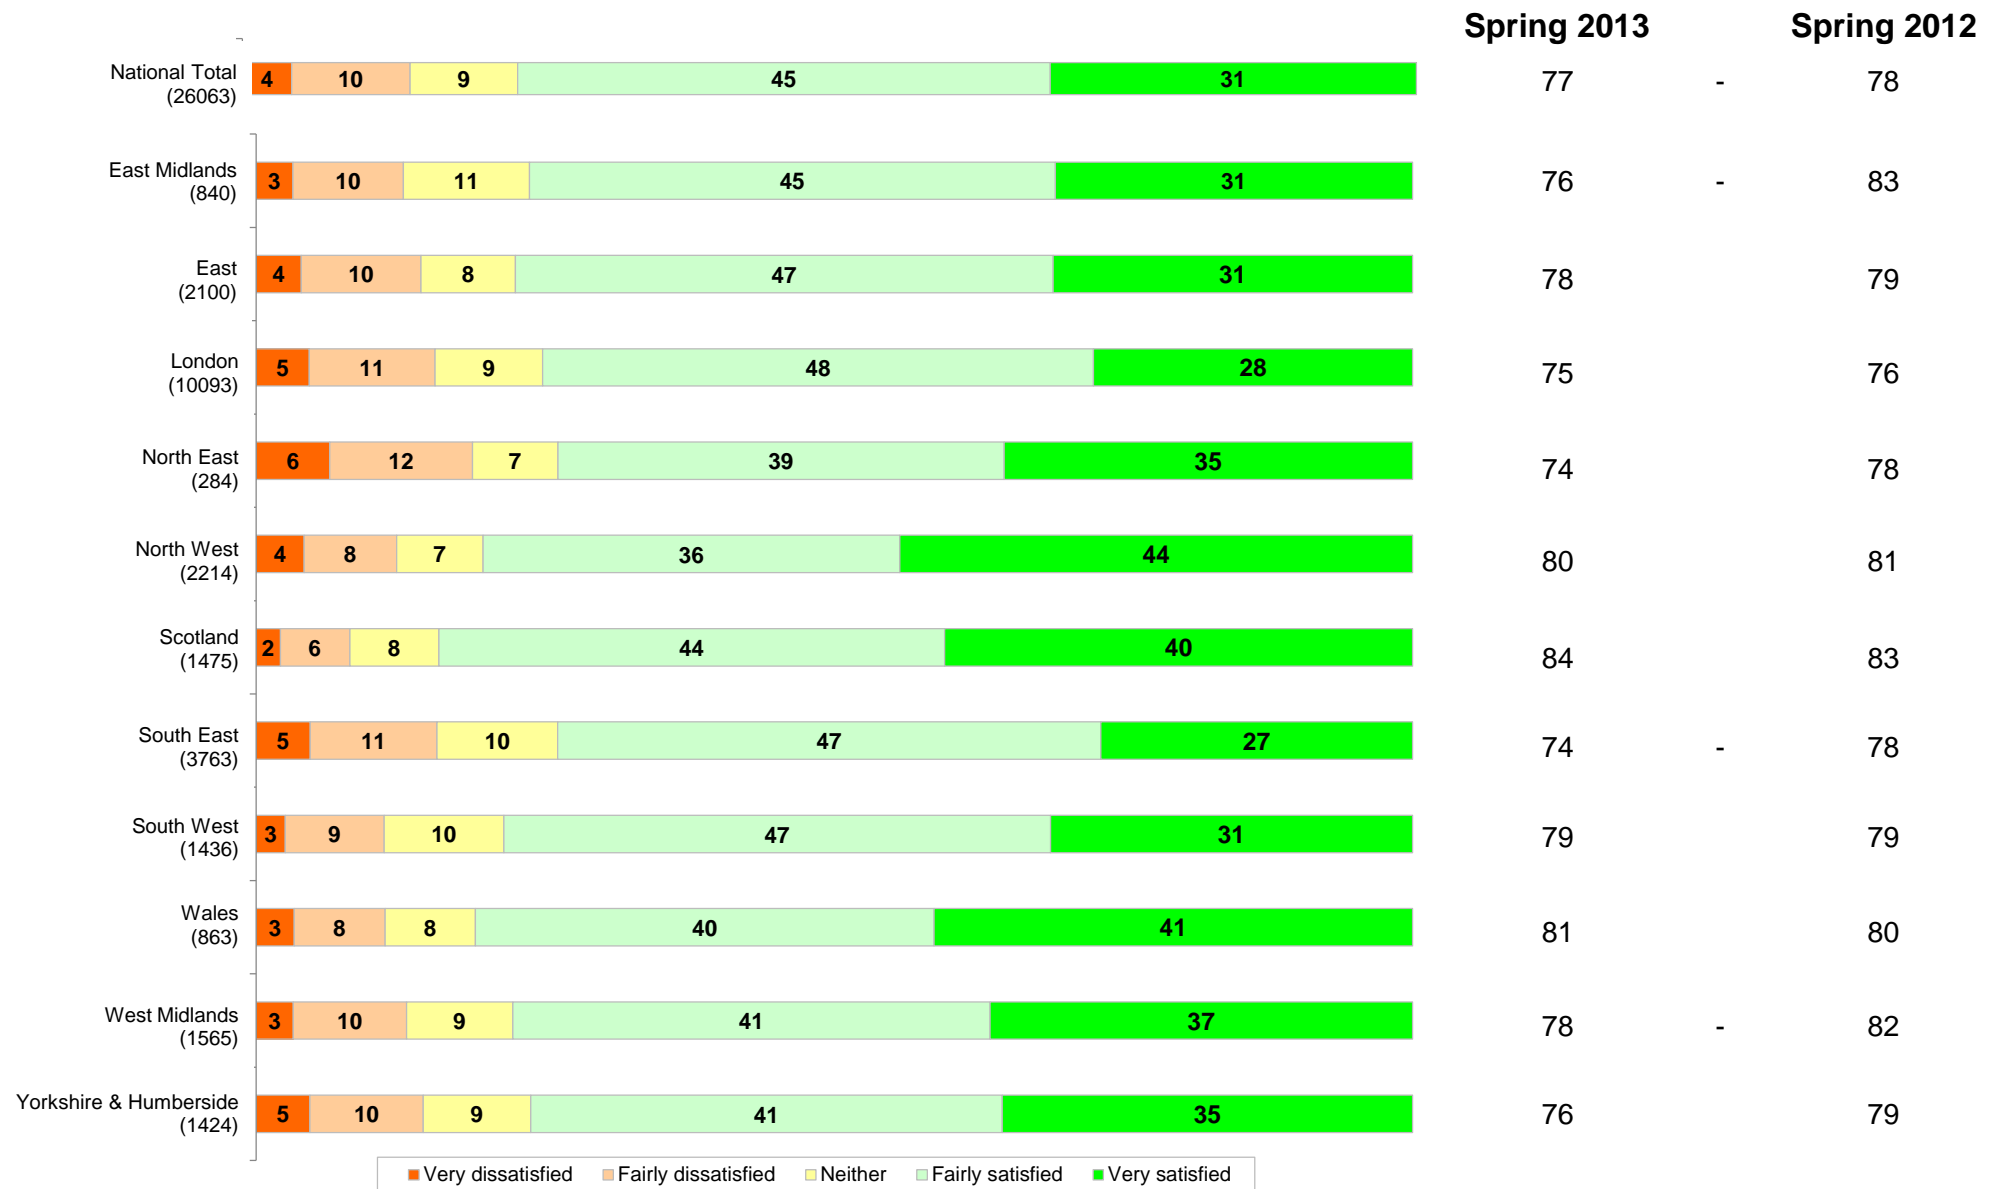 Spring 2013 Spring 2012
National Total
(26063)
4 10 9 45 31 77 - 78
East Midlands
(840)
3 10 11 45 31 76 - 83
East
(2100)
4 10 8 47 31 78 79
London
(10093)
5 11 9 48 28 75 76
North East
(284)
6 12 7 39 35 74 78
North West
(2214)
4 8 7 36 44 80 81
Scotland
(1475)
2 6 8 44 40 84 83
South East
(3763)
5 11 10 47 27 74 - 78
South West
(1436)
3 9 10 47 31 79 79
Wales
(863)
3 8 8 40 41 81 80
West Midlands
(1565)
3 10 9 41 37 78 - 82
Yorkshire & Humberside
(1424)
5 10 9 41 35 76 79
Very dissatisfied Fairly dissatisfied Neither Fairly satisfied Very satisfied